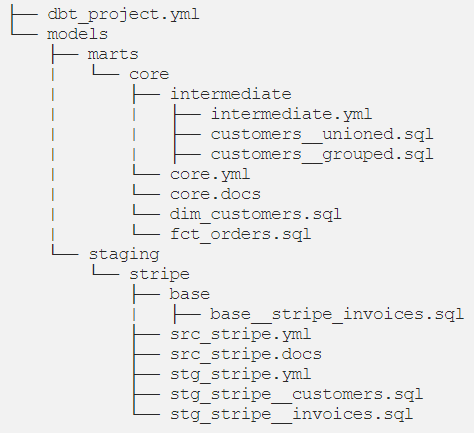 ├── dbt_project.yml
└── models
    ├── marts
    |   └── core
    |       ├── intermediate
    |       |   ├── intermediate.yml
    |       |   ├── customers__unioned.sql
    |       |   ├── customers__grouped.sql
    |       └── core.yml
    |       └── core.docs
    |       └── dim_customers.sql
    |       └── fct_orders.sql
    └── staging
        └── stripe
            ├── base
            |   ├── base__stripe_invoices.sql
            ├── src_stripe.yml
            ├── src_stripe.docs
            ├── stg_stripe.yml
            ├── stg_stripe__customers.sql
            └── stg_stripe__invoices.sql